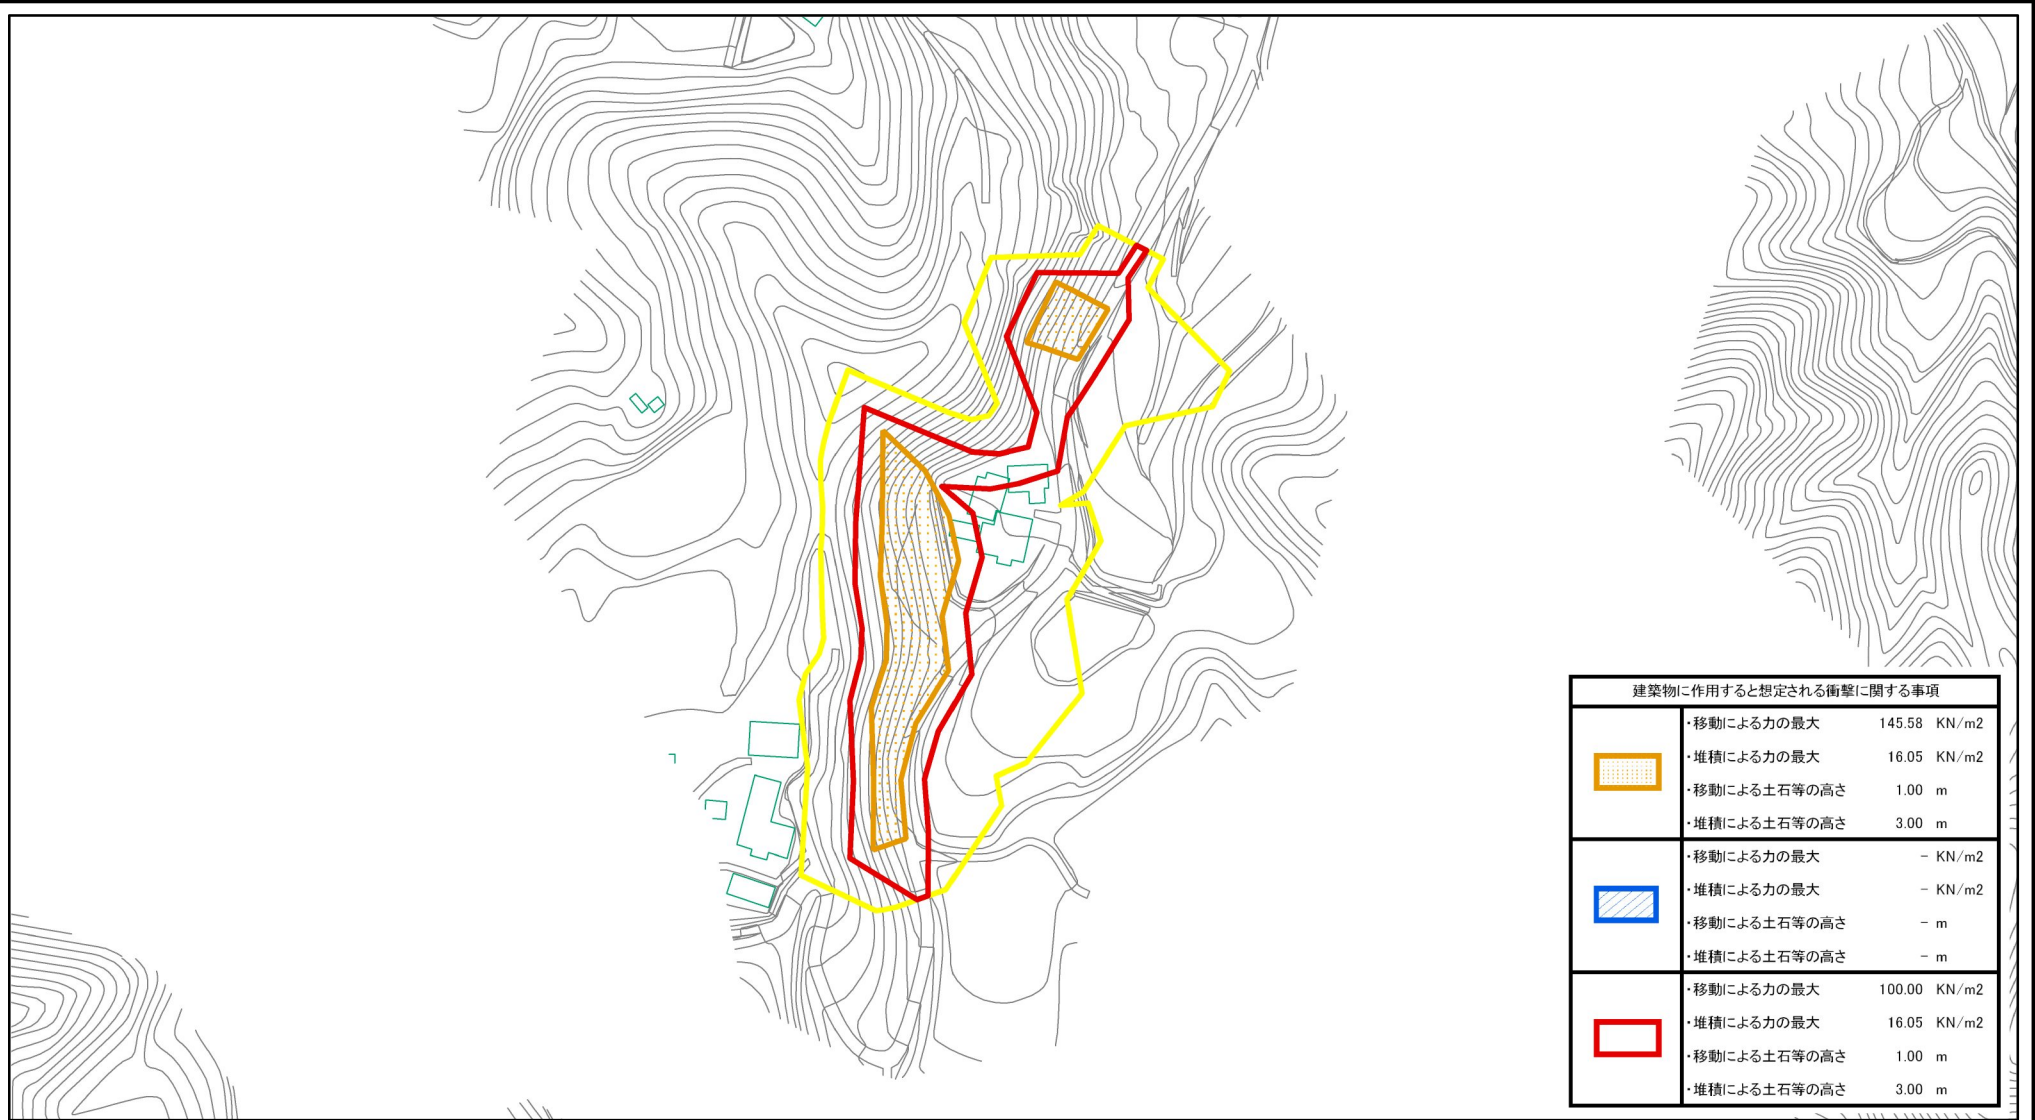 建築物に作用すると想定される衝撃に関する事項
・移動による力の最大 145.58 KN/m2
・堆積による力の最大 16.05 KN/m2
・移動による土石等の高さ 1.00 m
・堆積による土石等の高さ 3.00 m
・移動による力の最大 - KN/m2
・堆積による力の最大 - KN/m2
・移動による土石等の高さ - m
・堆積による土石等の高さ - m
・移動による力の最大 100.00 KN/m2
・堆積による力の最大 16.05 KN/m2
・移動による土石等の高さ 1.00 m
・堆積による土石等の高さ 3.00 m